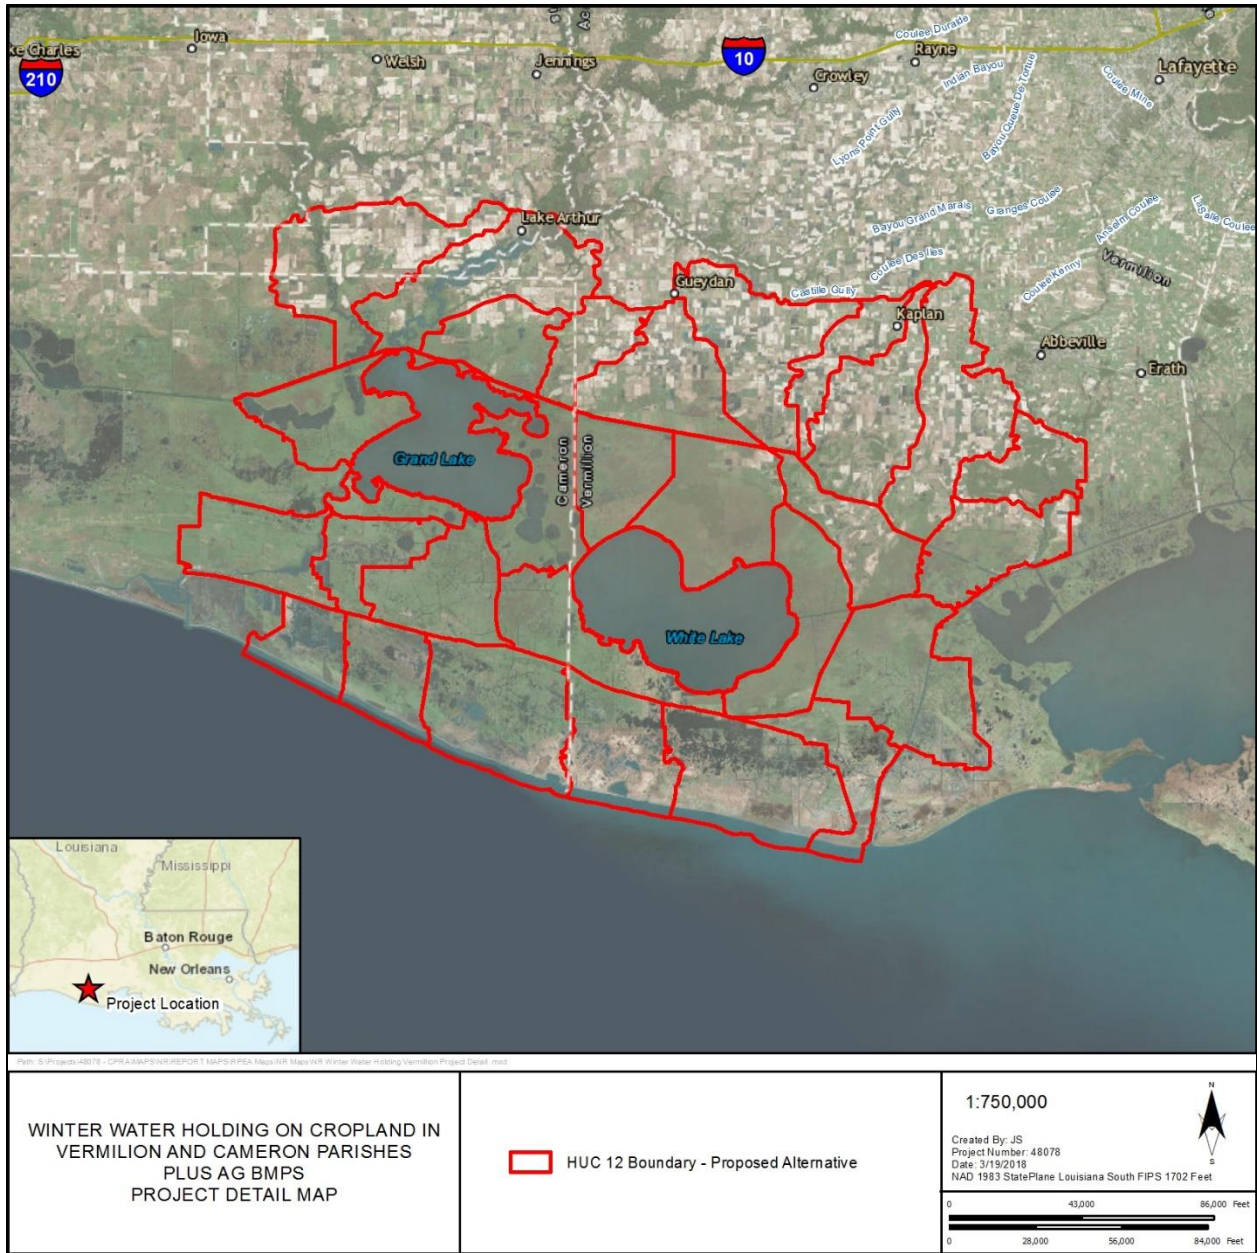 Coulee Duralde
Iowa
ke Charles
210
Welsh
Jennings
Ac
10
Rayne
Crowley
Indian Bayou
Bayou Queue De Tortue
Coulee Mine
Lafayette
Lyons Point Gully
Lake Arthur
Bayou Grand Marais
Granges Coulee
Anselm Coulee
LaSalle Coulee
Coulee Des Iles
Vermilion
Gueydan
Castille Gully
Coulee Kenny
Kaplan
Abbeville
Erath
Grand Lake
Cameron
Vermilion
White Lake
Louisiana
Mississippi
Baton Rouge
New Orleans
Project Location
WINTER WATER HOLDING ON CROPLAND IN
VERMILION AND CAMERON PARISHES
PLUS AG BMPS
PROJECT DETAIL MAP
HUC 12 Boundary - Proposed Alternative
1:750,000
N
S
Created By: JS
Project Number: 48078
Date: 3/19/2018
NAD 1983 StatePlane Louisiana South FIPS 1702 Feet
0 43,000 86,000 Feet
0 28,000 56,000 84,000 Feet